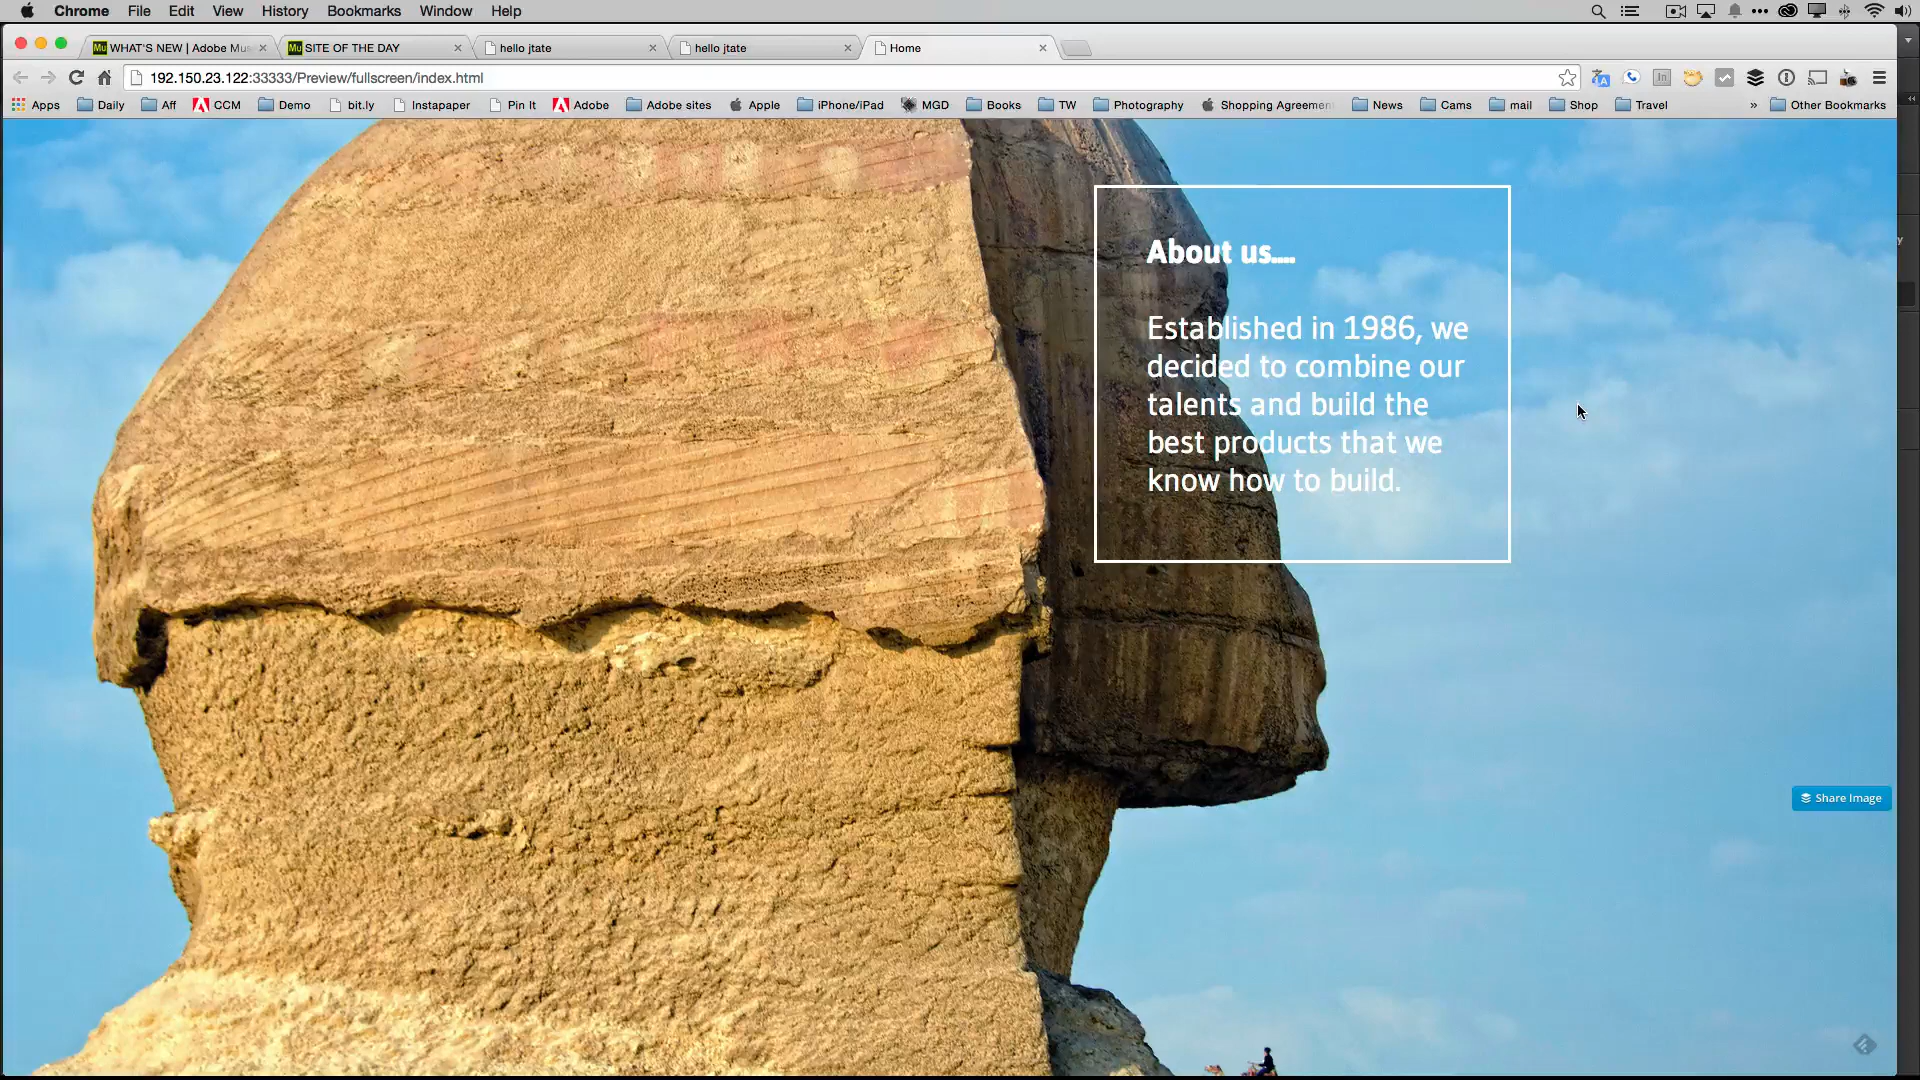 Chrome File Edit View History Bookmarks Window Help
Mu WHAT'S NEW | Adobe Mus
Mu SITE OF THE DAY
hello jtate
hello jtate
Home
192.150.23.122:33333/Preview/fullscreen/index.html
Apps Daily Aff CCM Demo bit.ly Instapaper Pin It Adobe Adobe sites Apple iPhone/iPad MGD Books TW Photography Shopping Agreemen News Cams mail Shop Travel » Other Bookmarks
About us....
Established in 1986, we
decided to combine our
talents and build the
best products that we
know how to build.
Share Image